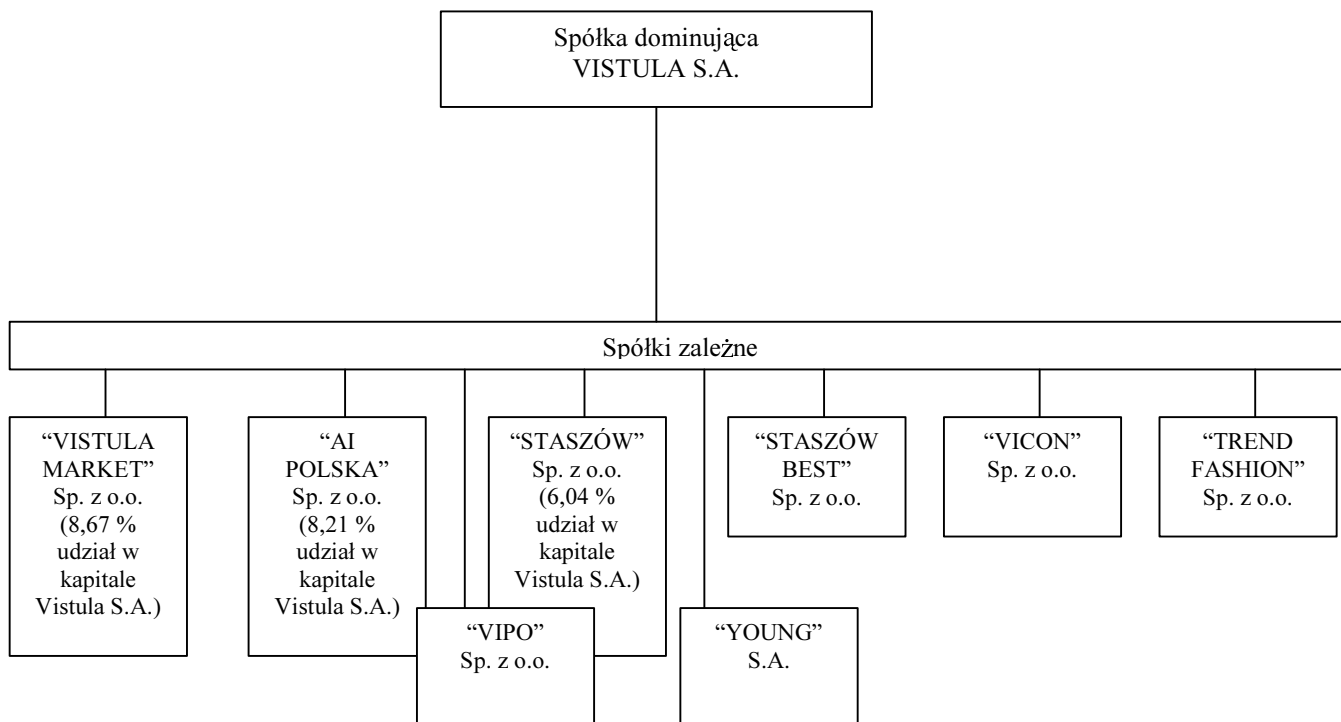 Spółka dominująca
VISTULA S.A.
Spółki zależne
“VISTULA
MARKET”
Sp. z o.o.
(8,67 %
udział w
kapitale
Vistula S.A.)
“AI
POLSKA”
Sp. z o.o.
(8,21 %
udział w
kapitale
Vistula S.A.)
“STASZÓW”
Sp. z o.o.
(6,04 %
udział w
kapitale
Vistula S.A.)
“STASZÓW
BEST”
Sp. z o.o.
“VICON”
Sp. z o.o.
“TREND
FASHION”
Sp. z o.o.
“VIPO”
Sp. z o.o.
“YOUNG”
S.A.